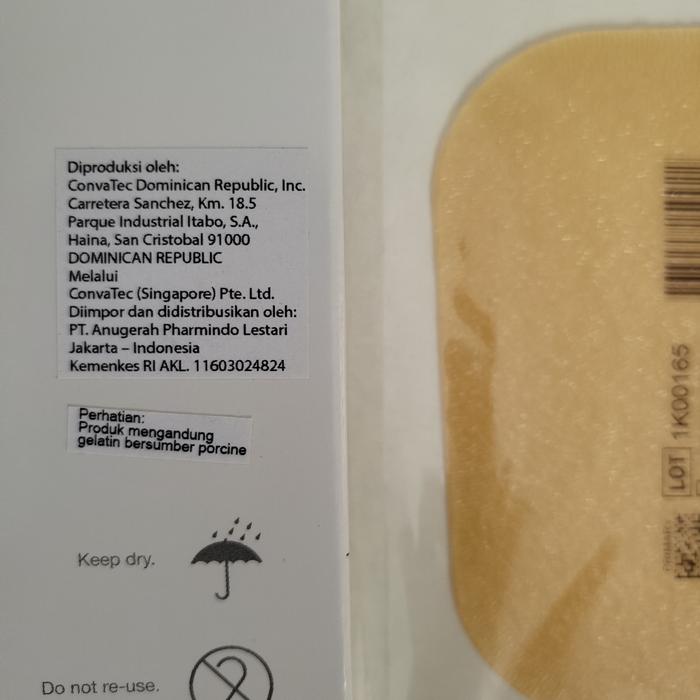 Diproduksi oleh:
ConvaTec Dominican Republic, Inc.
Carretera Sanchez, Km. 18.5
Parque Industrial Itabo, S.A.,
Haina, San Cristobal 91000
DOMINICAN REPUBLIC
Melalui
ConvaTec (Singapore) Pte. Ltd.
Diimpor dan didistribusikan oleh:
PT. Anugerah Pharmindo Lestari
Jakarta – Indonesia
Kemenkes RI AKL. 11603024824
Perhatian:
Produk mengandung
gelatin bersumber porcine
Keep dry.
Do not re-use.
2
LOT 1K00165